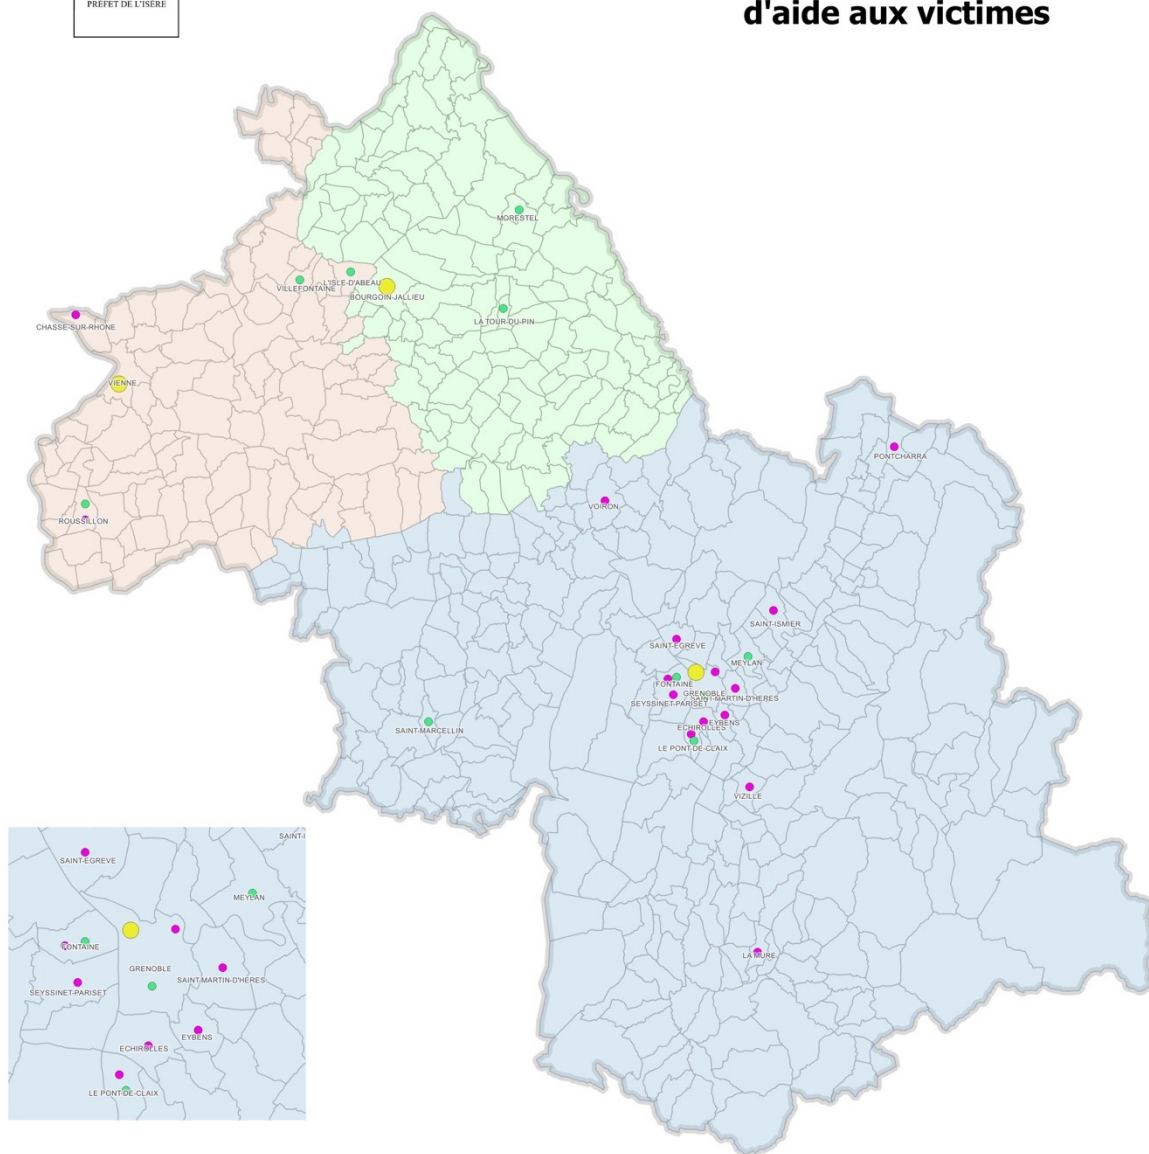 PRÉFET DE L'ISÈRE
d'aide aux victimes
MORESTEL
VILLEFONTAINE
L'ISLE-D'ABEAU
BOURGOIN-JALLIEU
LA TOUR-DU-PIN
CHASSE-SUR-RHONE
VIENNE
ROUSSILLON
PONTCHARRA
VOIRON
SAINT-ISMIER
SAINT-EGREVE
MEYLAN
FONTAINE
GRENOBLE
SAINT-MARTIN-D'HERES
SEYSSINET-PARISET
EYBENS
ECHIROLLES
LE PONT-DE-CLAIX
SAINT-MARCELLIN
VIZILLE
LA MURE
SAINT-I
SAINT-EGREVE
MEYLAN
FONTAINE
GRENOBLE
SAINT-MARTIN-D'HERES
SEYSSINET-PARISET
EYBENS
ECHIROLLES
LE PONT-DE-CLAIX